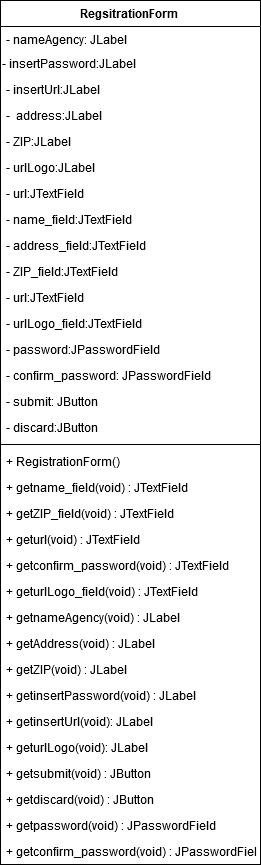 RegsitrationForm
- nameAgency: JLabel
- insertPassword:JLabel
- insertUrl:JLabel
- address:JLabel
- ZIP:JLabel
- urlLogo:JLabel
- url:JTextField
- name_field:JTextField
- address_field:JTextField
- ZIP_field:JTextField
- url:JTextField
- urlLogo_field:JTextField
- password:JPasswordField
- confirm_password: JPasswordField
- submit: JButton
- discard:JButton
+ RegistrationForm()
+ getname_field(void) : JTextField
+ getZIP_field(void) : JTextField
+ geturl(void) : JTextField
+ getconfirm_password(void) : JTextField
+ geturlLogo_field(void) : JTextField
+ getnameAgency(void) : JLabel
+ getAddress(void) : JLabel
+ getZIP(void) : JLabel
+ getinsertPassword(void) : JLabel
+ getinsertUrl(void): JLabel
+ geturlLogo(void): JLabel
+ getsubmit(void) : JButton
+ getdiscard(void) : JButton
+ getpassword(void) : JPasswordField
+ getconfirm_password(void) : JPasswordFiel